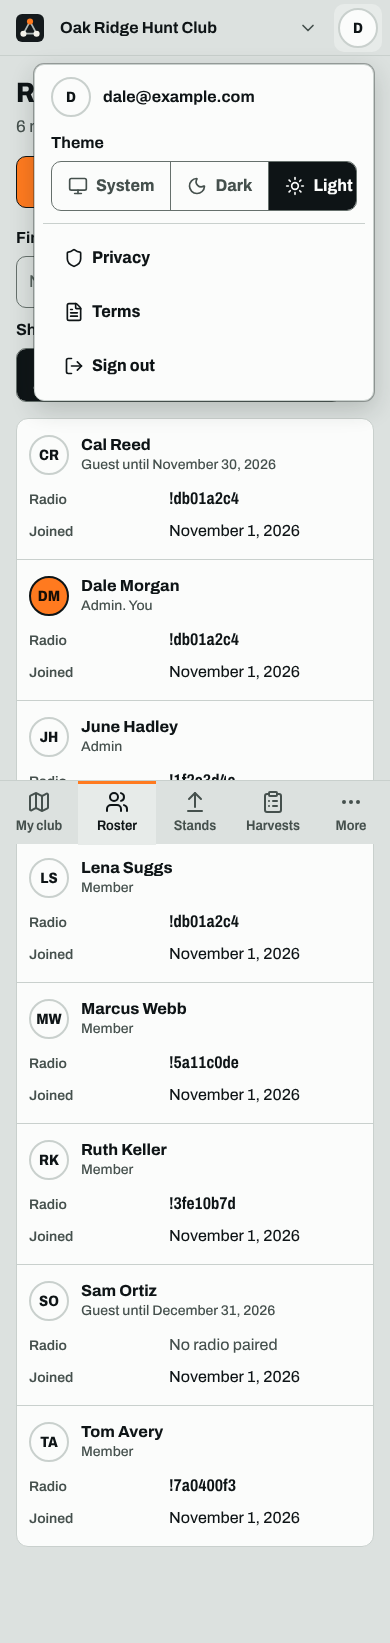 Oak Ridge Hunt Club
D
D
dale@example.com
Theme
System
Dark
Light
Privacy
Terms
Sign out
CR
Cal Reed
Guest until November 30, 2026
Radio
!db01a2c4
Joined
November 1, 2026
DM
Dale Morgan
Admin. You
Radio
!db01a2c4
Joined
November 1, 2026
JH
June Hadley
Admin
Radio
My club
Roster
Stands
Harvests
More
LS
Lena Suggs
Member
Radio
!db01a2c4
Joined
November 1, 2026
MW
Marcus Webb
Member
Radio
!5a11c0de
Joined
November 1, 2026
RK
Ruth Keller
Member
Radio
!3fe10b7d
Joined
November 1, 2026
SO
Sam Ortiz
Guest until December 31, 2026
Radio
No radio paired
Joined
November 1, 2026
TA
Tom Avery
Member
Radio
!7a0400f3
Joined
November 1, 2026